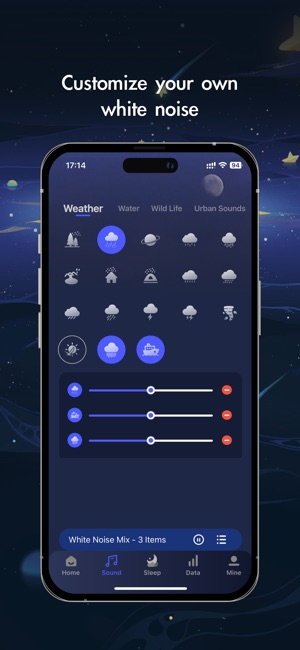 Customize your own
white noise
17:14
94
Weather
Water
Wild Life
Urban Sounds
White Noise Mix - 3 Items
Home
Sound
Sleep
Data
Mine